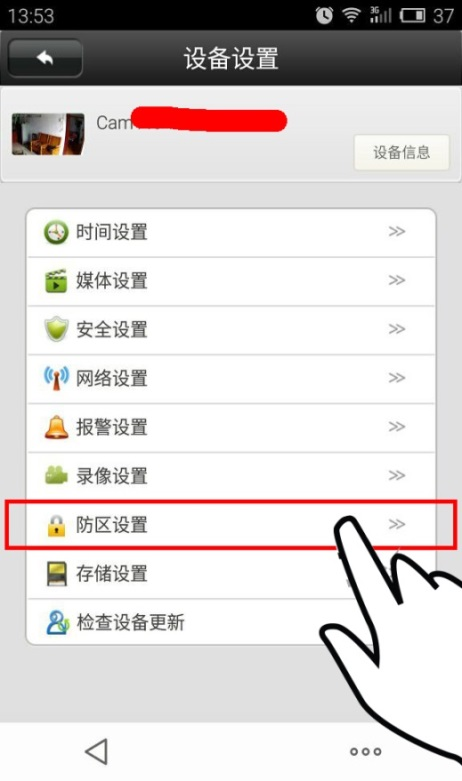 13:53
3G
37
设备设置
Cam
设备信息
时间设置
媒体设置
安全设置
网络设置
报警设置
录像设置
防区设置
存储设置
检查设备更新